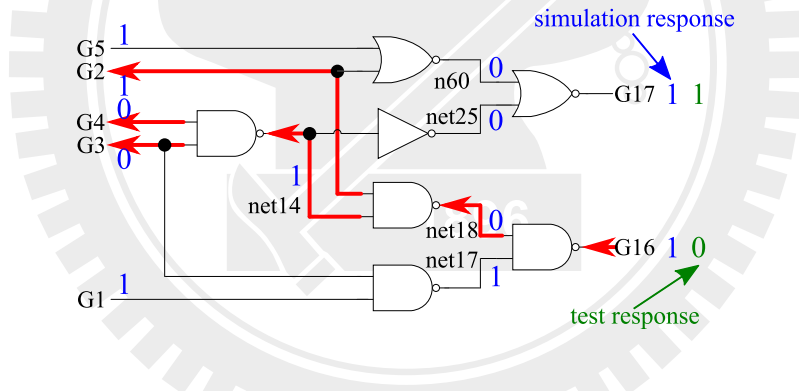 simulation response
G5 1
G2
1
n60 0
G17 1 1
0
G4
net25 0
G3
0
1
net14
net18 0
G16 1 0
net17
1
G1 1
test response